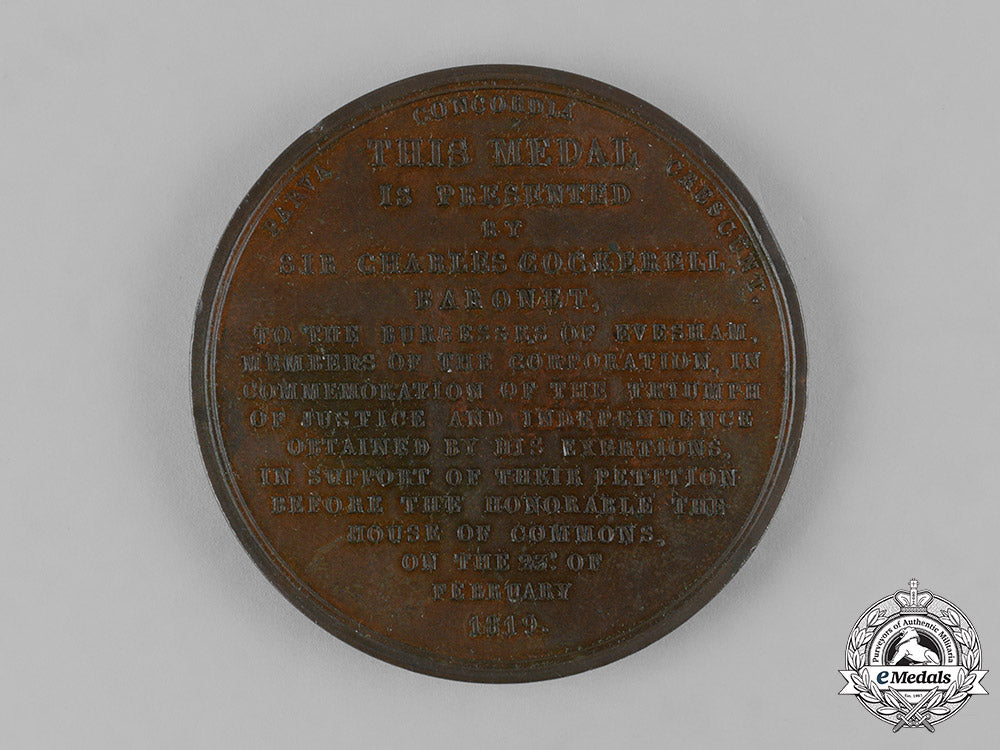 CONCORDIA
PARVA CRESCUNT.
THIS MEDAL
IS PRESENTED
BY
SIR CHARLES COCKERELL,
BARONET,
TO THE BURGESSES OF EVESHAM,
MEMBERS OF THE CORPORATION, IN
COMMEMORATION OF THE TRIUMPH
OF JUSTICE AND INDEPENDENCE
OBTAINED BY HIS EXERTIONS,
IN SUPPORT OF THEIR PETITION
BEFORE THE HONORABLE THE
HOUSE OF COMMONS,
ON THE 23. OF
FEBRUARY
1819.
Purveyors of Authentic Militaria
eMedals